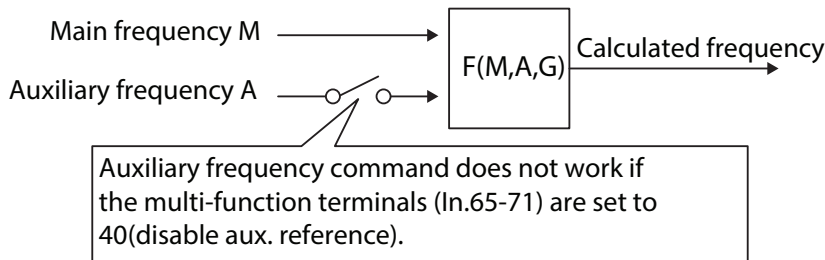 Main frequency M
Auxiliary frequency A
F(M,A,G)
Calculated frequency
Auxiliary frequency command does not work if
the multi-function terminals (In.65-71) are set to
40(disable aux. reference).